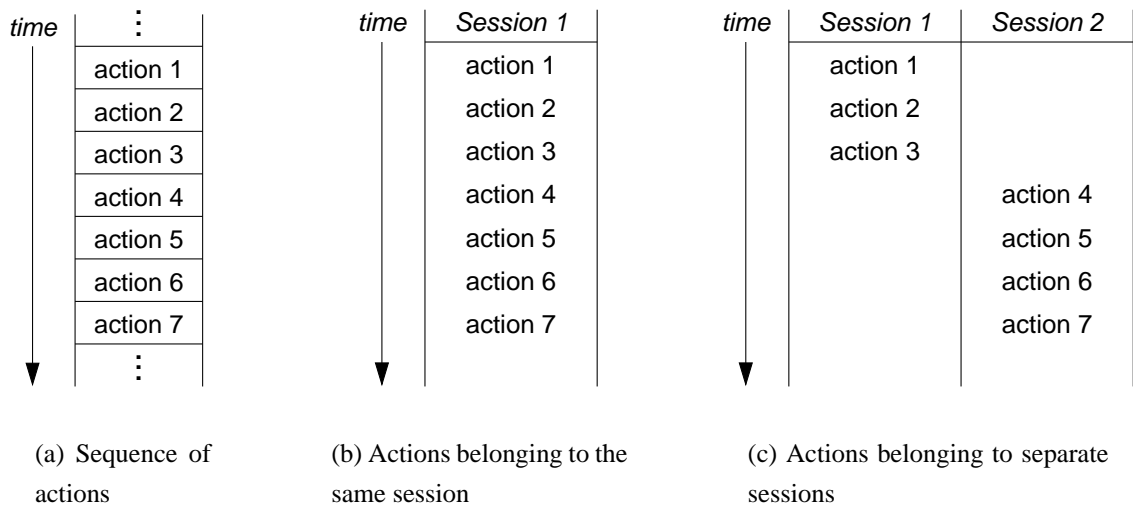 time
⋮
action 1
action 2
action 3
action 4
action 5
action 6
action 7
⋮
(a) Sequence of
actions
time
Session 1
action 1
action 2
action 3
action 4
action 5
action 6
action 7
(b) Actions belonging to the
same session
time
Session 1
Session 2
action 1
action 2
action 3
action 4
action 5
action 6
action 7
(c) Actions belonging to separate
sessions